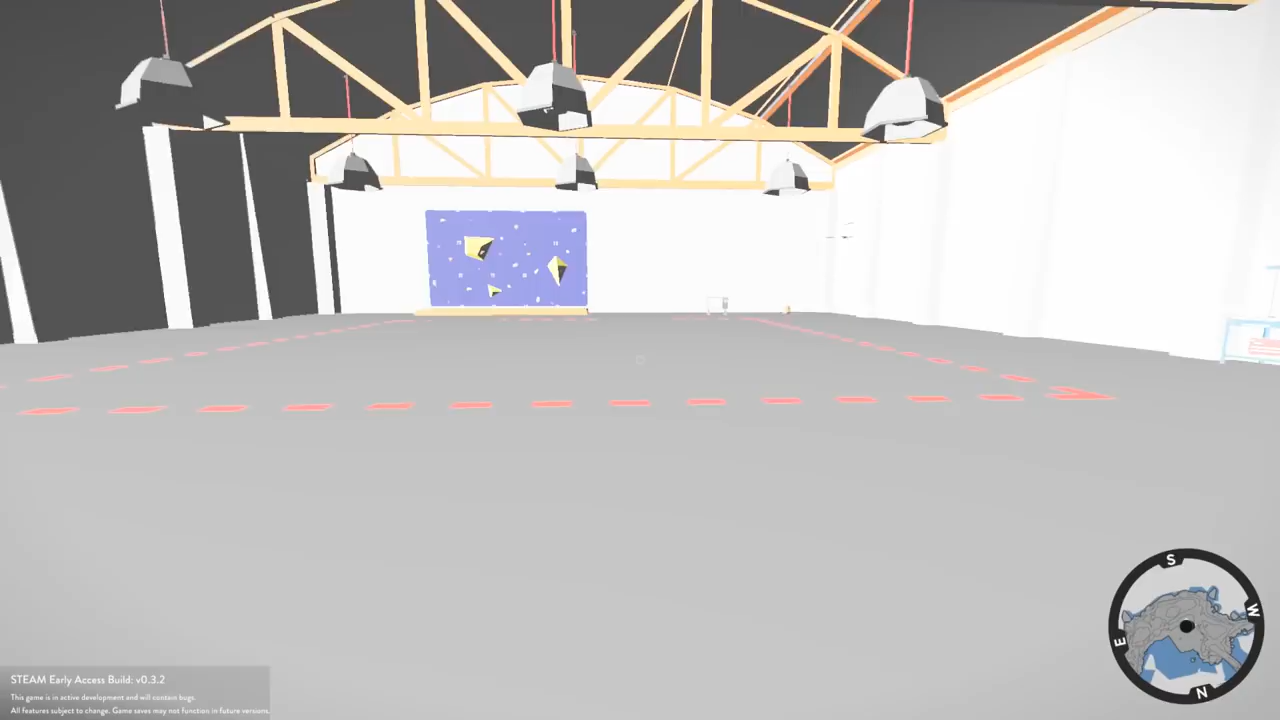 S
W
E
N
STEAM Early Access Build: v0.3.2
This game is in active development and will contain bugs.
All features subject to change. Game saves may not function in future versions.